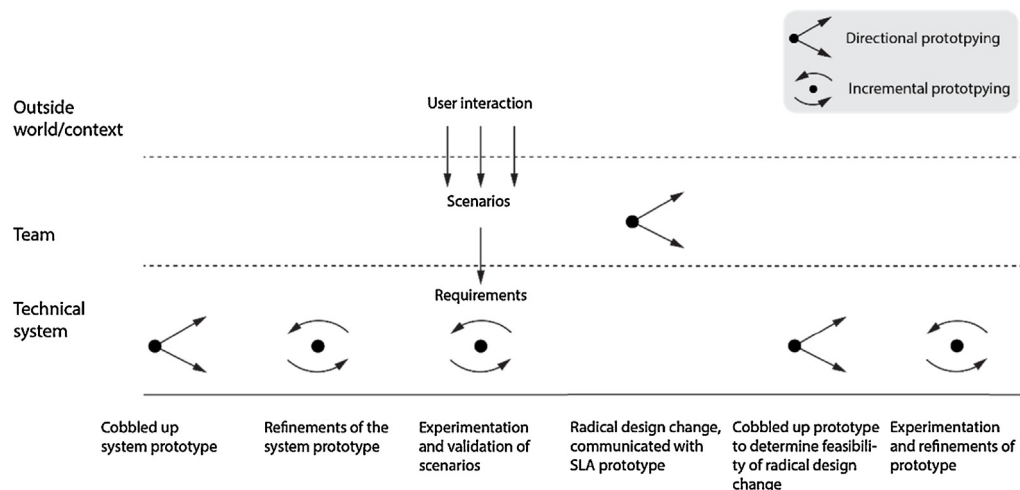 Directional prototpying
Incremental prototpying
Outside
world/context
User interaction
Scenarios
Team
Requirements
Technical
system
Cobbled up
system prototype
Refinements of the
system prototype
Experimentation
and validation of
scenarios
Radical design change,
communicated with
SLA prototype
Cobbled up prototype
to determine feasibili-
ty of radical design
change
Experimentation
and refinements of
prototype